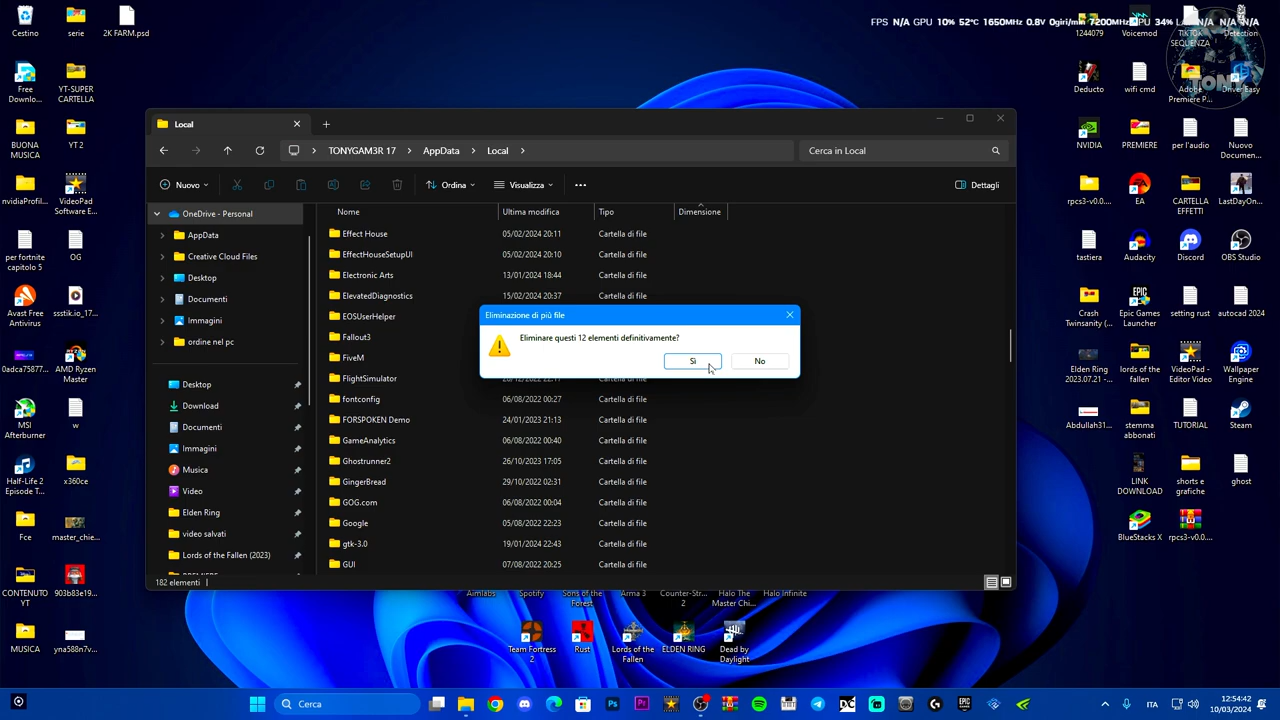 Cestino
serie
2K FARM.psd
FPS N/A GPU 10% 52°C 1650MHz 0.8V 0giri/min 7200MHz
34%
N/A N/A
1244079
Voicemod
TIKTOK SEQUENZA
Detection
TONY
Free Downlo...
YT-SUPER CARTELLA
Deducto
wifi cmd
Adobe Premiere P...
Driver Easy
BUONA MUSICA
YT 2
NVIDIA
PREMIERE
per l'audio
Nuovo Documen...
nvidiaProfil...
VideoPad Software E...
rpcs3-v0.0...
EA
CARTELLA EFFETTI
LastDayOn...
per fortnite capitolo 5
OG
tastiera
Audacity
Discord
OBS Studio
Avast Free Antivirus
ssstik.io_17...
Crash Twinsanity (...
Epic Games Launcher
setting rust
autocad 2024
0adca75877...
AMD Ryzen Master
Elden Ring 2023.07.21 -...
lords of the fallen
VideoPad - Editor Video
Wallpaper Engine
MSI Afterburner
w
Abdullah31...
stemma abbonati
TUTORIAL
Steam
Half-Life 2 Episode T...
x360ce
LINK DOWNLOAD
shorts e grafiche
ghost
Fce
master_chie...
BlueStacks X
rpcs3-v0.0....
CONTENUTO YT
903b83e19...
MUSICA
yna588n7v...
Local
TONYGAM3R 17
AppData
Local
Cerca in Local
Nuovo
Ordina
Visualizza
Dettagli
OneDrive - Personal
AppData
Creative Cloud Files
Desktop
Documenti
Immagini
ordine nel pc
Desktop
Download
Documenti
Immagini
Musica
Video
Elden Ring
video salvati
Lords of the Fallen (2023)
Nome Ultima modifica Tipo Dimensione
Effect House 05/02/2024 20:11 Cartella di file
EffectHouseSetupUI 05/02/2024 20:10 Cartella di file
Electronic Arts 13/01/2024 18:44 Cartella di file
ElevatedDiagnostics 15/02/2024 20:37 Cartella di file
EOSUserHelper
Fallout3
FiveM
FlightSimulator Cartella di file
fontconfig 06/08/2022 00:27 Cartella di file
FORSPOKEN Demo 24/01/2023 21:13 Cartella di file
GameAnalytics 06/08/2022 00:40 Cartella di file
Ghostrunner2 26/10/2023 17:05 Cartella di file
GingerBread 29/10/2022 02:31 Cartella di file
GOG.com 06/08/2022 00:04 Cartella di file
Google 05/08/2022 22:23 Cartella di file
gtk-3.0 19/01/2024 22:43 Cartella di file
GUI 07/08/2022 20:25 Cartella di file
182 elementi
Eliminazione di più file
Eliminare questi 12 elementi definitivamente?
Sì
No
Aimlabs
Spotify
Sons of the Forest
Arma 3
Counter-Str... 2
Halo The Master Chi...
Halo Infinite
Team Fortress 2
Rust
Lords of the Fallen
ELDEN RING
Dead by Daylight
Cerca
ITA
12:54:42
10/03/2024